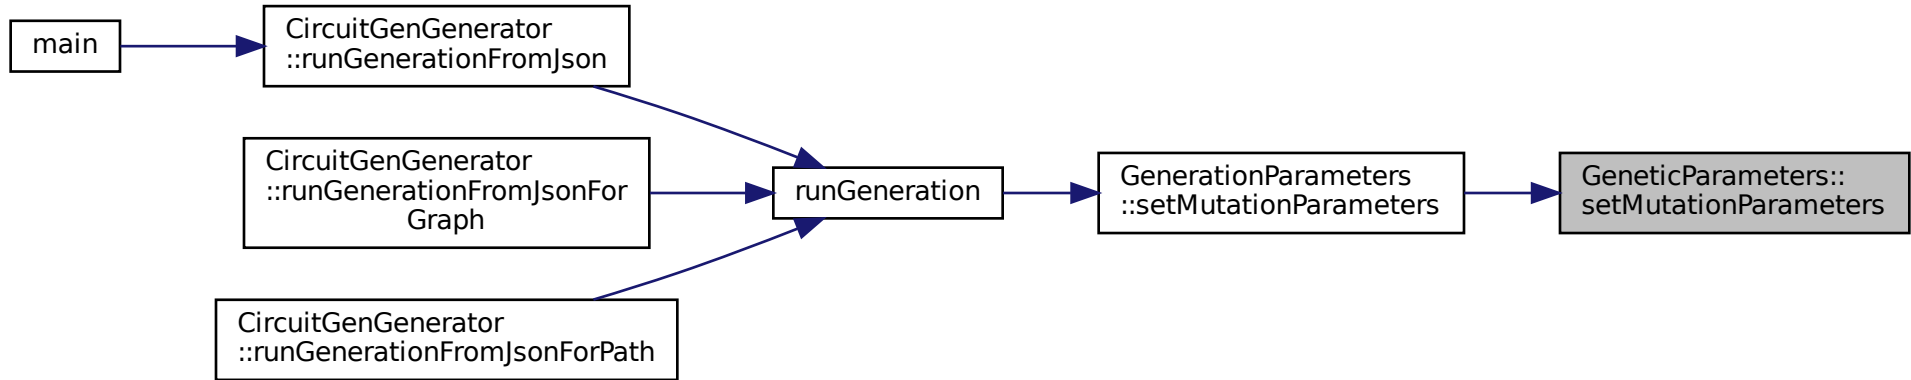 main
CircuitGenGenerator
::runGenerationFromJson
CircuitGenGenerator
::runGenerationFromJsonFor
Graph
CircuitGenGenerator
::runGenerationFromJsonForPath
runGeneration
GenerationParameters
::setMutationParameters
GeneticParameters::
setMutationParameters